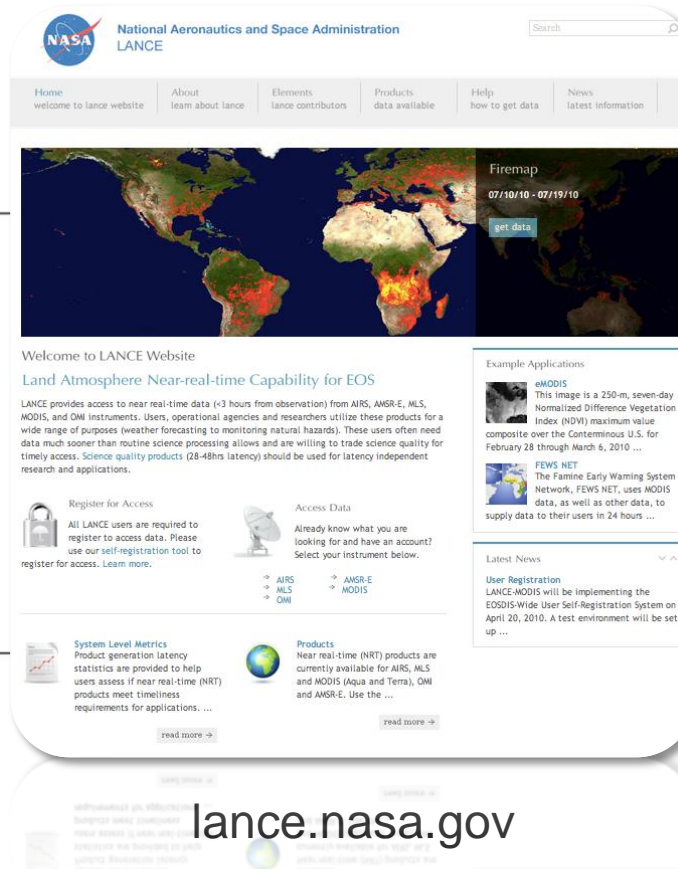 NASA
National Aeronautics and Space Administration
LANCE
Search
Home
welcome to lance website
About
learn about lance
Elements
lance contributors
Products
data available
Help
how to get data
News
latest information
Firemap
07/10/10 - 07/19/10
get data
Welcome to LANCE Website
Land Atmosphere Near-real-time Capability for EOS
LANCE provides access to near real-time data (<3 hours from observation) from AIRS, AMSR-E, MLS,
MODIS, and OMI instruments. Users, operational agencies and researchers utilize these products for a
wide range of purposes (weather forecasting to monitoring natural hazards). These users often need
data much sooner than routine science processing allows and are willing to trade science quality for
timely access. Science quality products (28-48hrs latency) should be used for latency independent
research and applications.
Register for Access
All LANCE users are required to
register to access data. Please
use our self-registration tool to
register for access. Learn more.
Access Data
Already know what you are
looking for and have an account?
Select your instrument below.
AIRS
MLS
OMI
AMSR-E
MODIS
System Level Metrics
Product generation latency
statistics are provided to help
users assess if near real-time (NRT)
products meet timeliness
requirements for applications. ...
read more →
Products
Near real-time (NRT) products are
currently available for AIRS, MLS
and MODIS (Aqua and Terra), OMI
and AMSR-E. Use the ...
read more →
Example Applications
eMODIS
This image is a 250-m, seven-day
Normalized Difference Vegetation
Index (NDVI) maximum value
composite over the Conterminous U.S. for
February 28 through March 6, 2010 ...
FEWS NET
The Famine Early Warning System
Network, FEWS NET, uses MODIS
data, as well as other data, to
supply data to their users in 24 hours ...
Latest News
User Registration
LANCE-MODIS will be implementing the
EOSDIS-Wide User Self-Registration System on
April 20, 2010. A test environment will be set
up ...
lance.nasa.gov